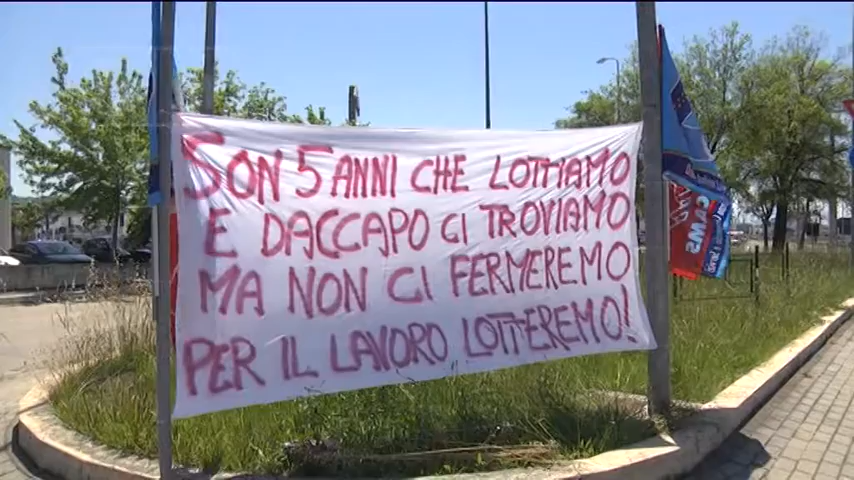 SON 5 ANNI CHE LOTTIAMO
E DACCAPO CI TROVIAMO
MA NON CI FERMEREMO
PER IL LAVORO LOTTEREMO!